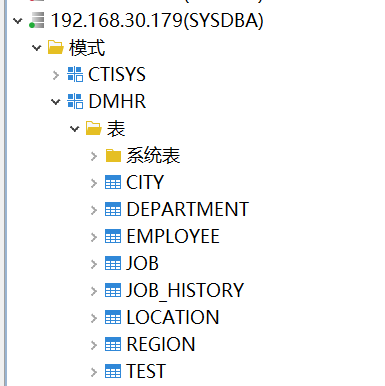 192.168.30.179(SYSDBA)
模式
CTISYS
DMHR
表
系统表
CITY
DEPARTMENT
EMPLOYEE
JOB
JOB_HISTORY
LOCATION
REGION
TEST